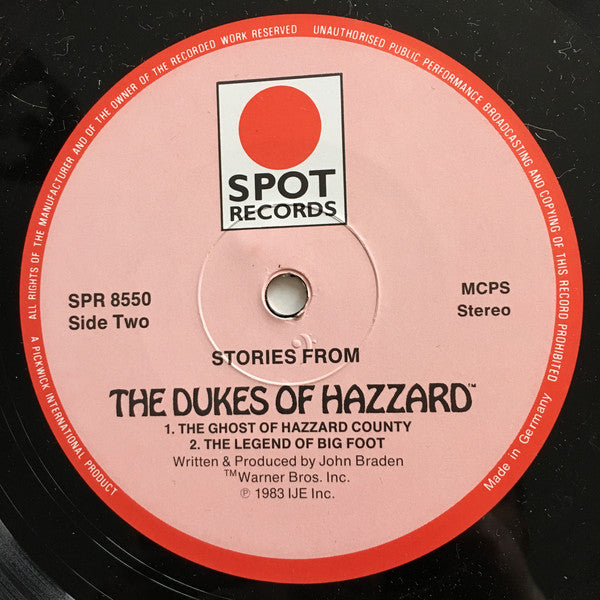 ALL RIGHTS OF THE MANUFACTURER AND OF THE OWNER OF THE RECORDED WORK RESERVED
UNAUTHORISED PUBLIC PERFORMANCE BROADCASTING AND COPYING OF THIS RECORD PROHIBITED
SPOT
RECORDS
SPR 8550
Side Two
MCPS
Stereo
STORIES FROM
THE DUKES OF HAZZARD™
1. THE GHOST OF HAZZARD COUNTY
2. THE LEGEND OF BIG FOOT
Written & Produced by John Braden
™Warner Bros. Inc.
℗ 1983 IJE Inc.
A PICKWICK INTERNATIONAL PRODUCT
Made in Germany